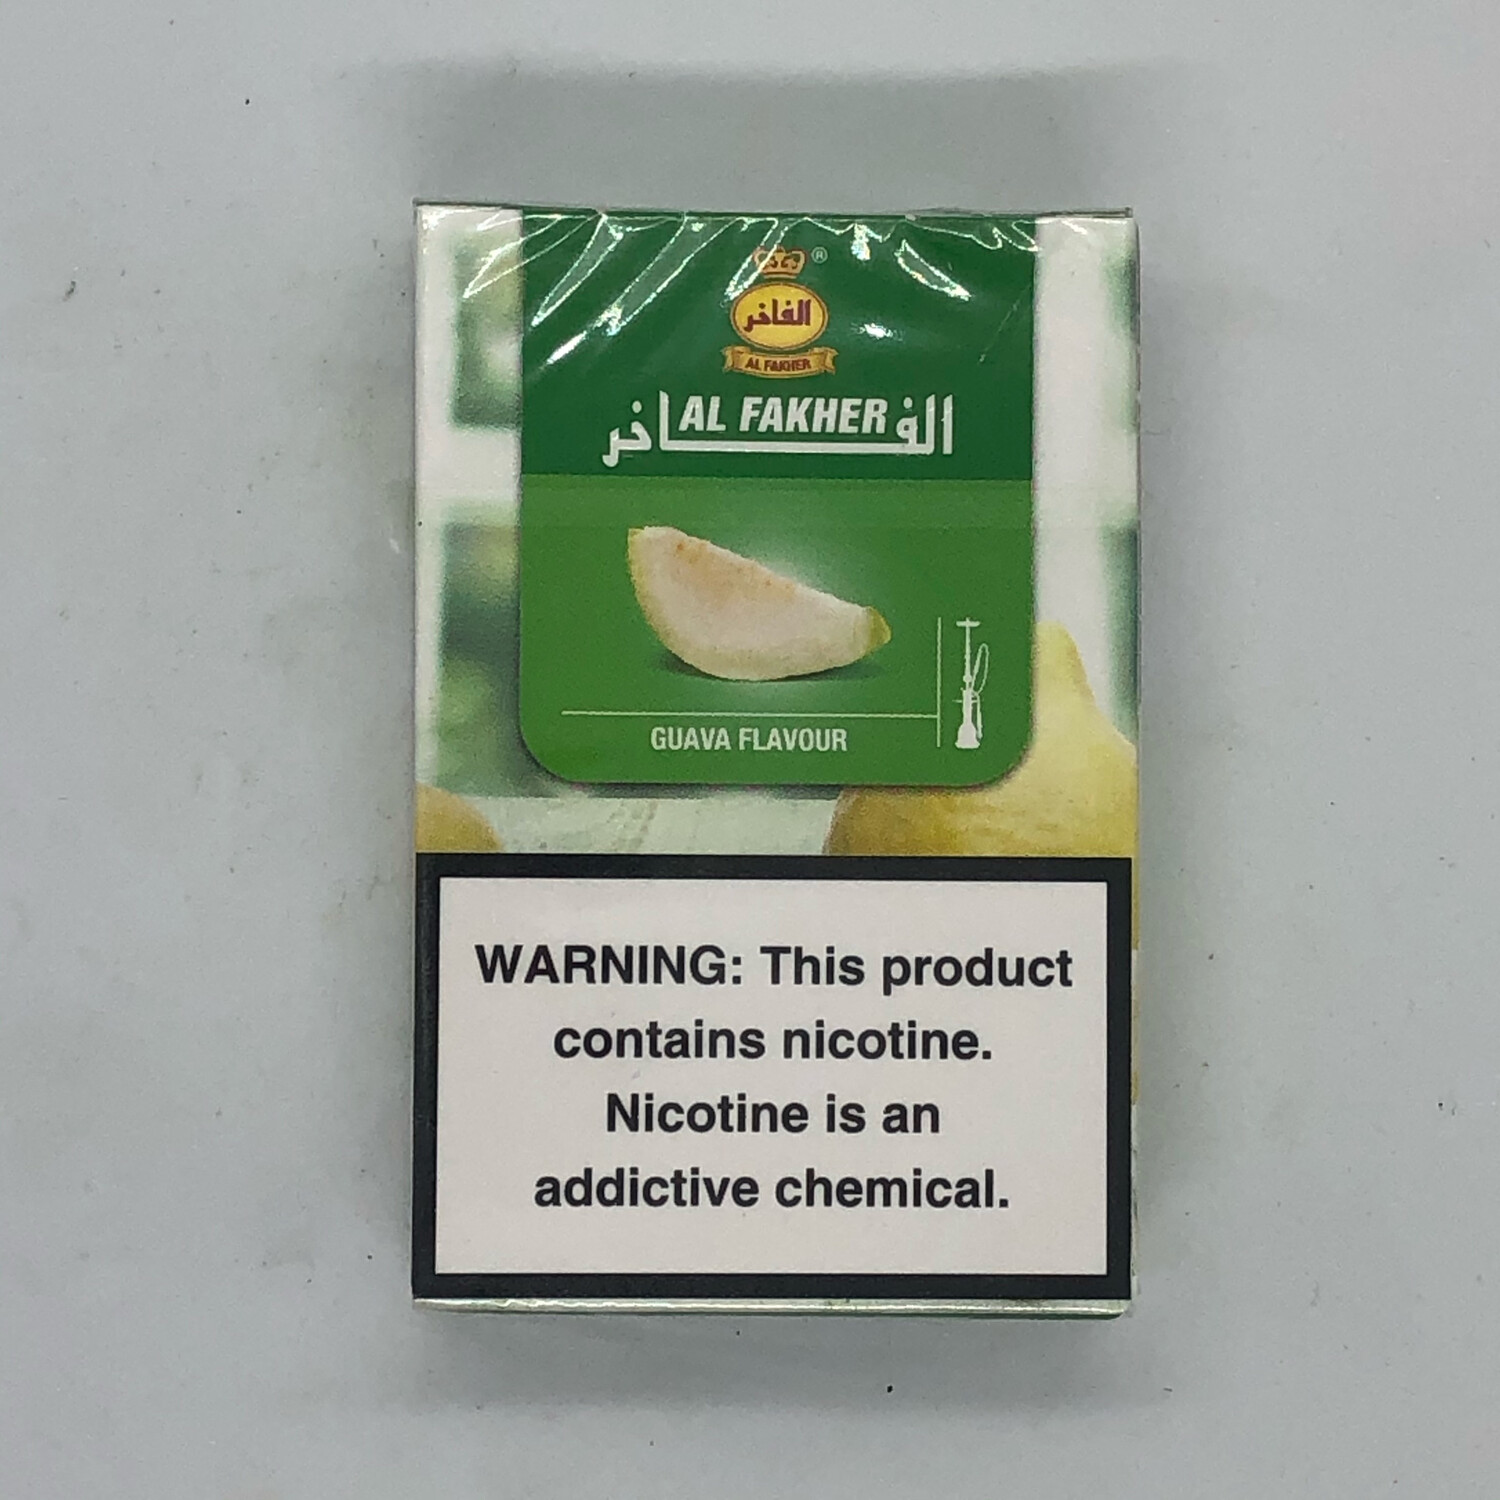 ®
الفاخر
AL FAKHER
الفاخر
AL FAKHER
GUAVA FLAVOUR
WARNING: This product
contains nicotine.
Nicotine is an
addictive chemical.